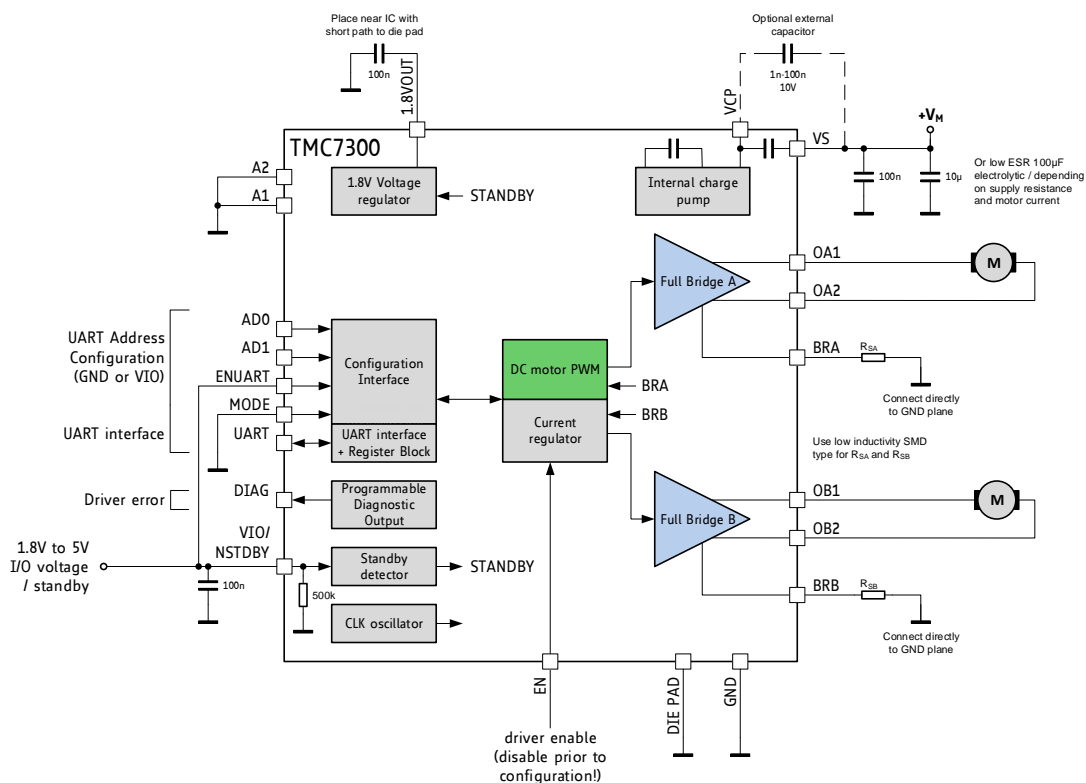 Place near IC with
short path to die pad
100n
1.8VOUT
Optional external
capacitor
1n-100n
10V
VCP
+VM
VS
TMC7300
A2
A1
1.8V Voltage
regulator
STANDBY
Internal charge
pump
100n
10µ
Or low ESR 100µF
electrolytic / depending
on supply resistance
and motor current
OA1
M
Full Bridge A
OA2
UART Address
Configuration
(GND or VIO)
UART interface
AD0
AD1
ENUART
MODE
UART
Configuration
Interface
UART interface
+ Register Block
DC motor PWM
BRA
BRB
Current
regulator
BRA
RSA
Connect directly
to GND plane
Use low inductivity SMD
type for RSA and RSB
Driver error
DIAG
Programmable
Diagnostic
Output
OB1
M
Full Bridge B
OB2
1.8V to 5V
I/O voltage
/ standby
VIO/
NSTDBY
100n
500k
Standby
detector
STANDBY
CLK oscillator
BRB
RSB
Connect directly
to GND plane
EN
DIE PAD
GND
driver enable
(disable prior to
configuration!)